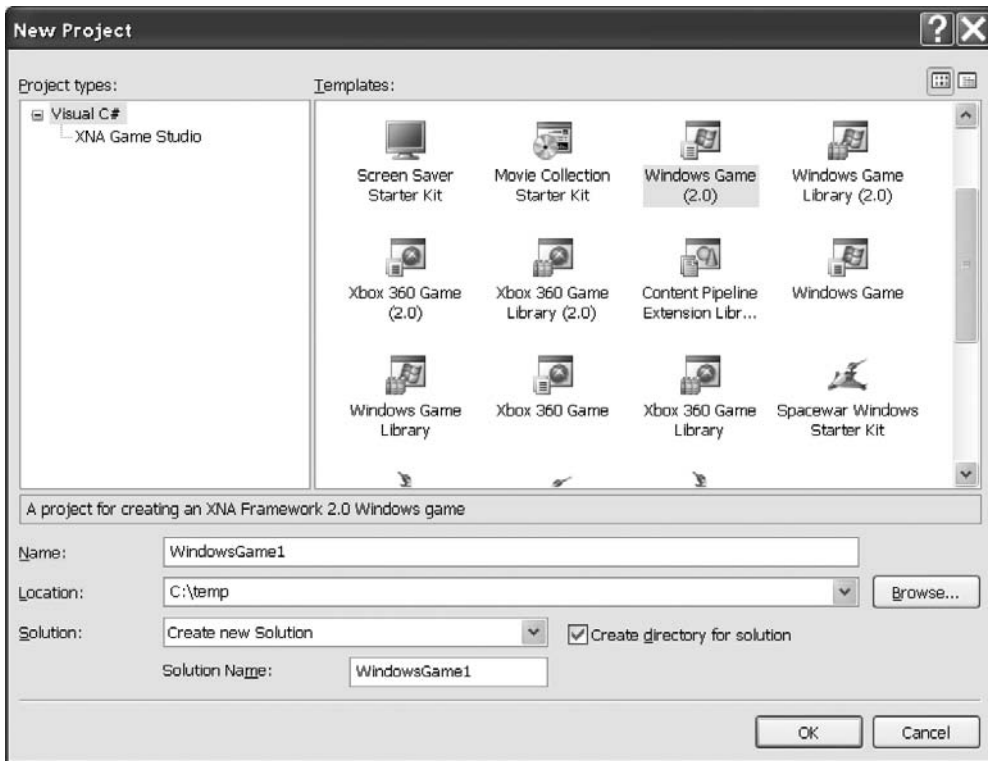 New Project
Project types:
Templates:
Visual C#
XNA Game Studio
Screen Saver
Starter Kit
Movie Collection
Starter Kit
Windows Game
(2.0)
Windows Game
Library (2.0)
Xbox 360 Game
(2.0)
Xbox 360 Game
Library (2.0)
Content Pipeline
Extension Libr...
Windows Game
Windows Game
Library
Xbox 360 Game
Xbox 360 Game
Library
Spacewar Windows
Starter Kit
A project for creating an XNA Framework 2.0 Windows game
Name:
WindowsGame1
Location:
C:\temp
Browse...
Solution:
Create new Solution
Create directory for solution
Solution Name:
WindowsGame1
OK
Cancel